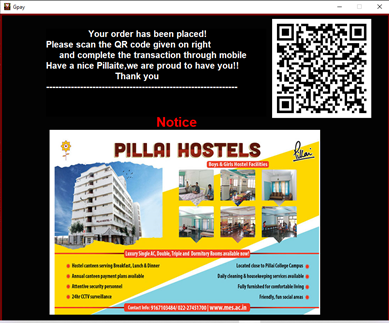 Gpay
Your order has been placed!
Please scan the QR code given on right
and complete the transaction through mobile
Have a nice Pillaite,we are proud to have you!!
Thank you
------------------------------------------------------------
Notice
PILLAI HOSTELS
Pillai
Boys & Girls Hostel Facilities
Luxury Single AC, Double, Triple and Dormitory Rooms available now!!
Hostel canteen serving Breakfast, Lunch & Dinner
Annual canteen payment plans available
Attentive security personnel
24hr CCTV surveillance
Located close to Pillai College Campus
Daily cleaning & housekeeping services available
Fully furnished for comfortable living
Friendly, fun social areas
Contact Info: 9167103484/ 022-27451700 | www.mes.ac.in